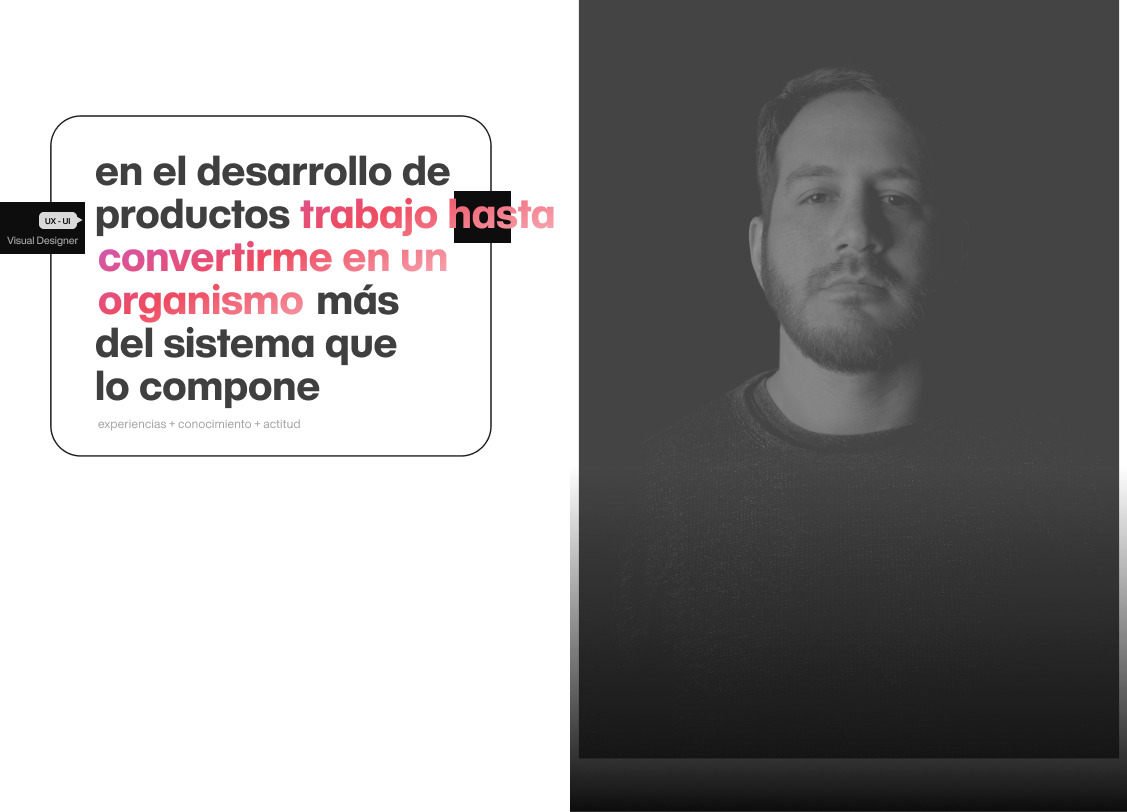 en el desarrollo de
productos trabajo hasta
convertirme en un
organismo más
del sistema que
lo compone
experiencias + conocimiento + actitud
UX - UI
Visual Designer